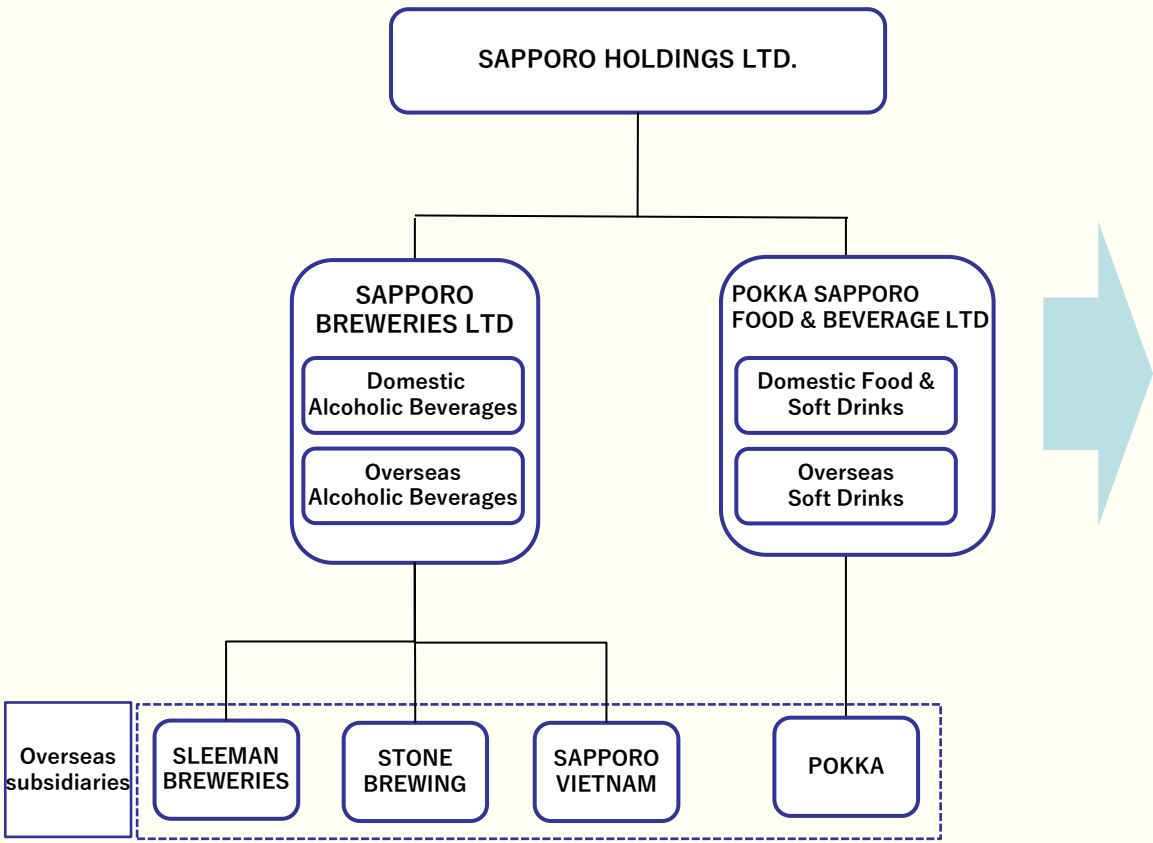 SAPPORO HOLDINGS LTD.
SAPPORO
BREWERIES LTD
Domestic
Alcoholic Beverages
Overseas
Alcoholic Beverages
POKKA SAPPORO
FOOD & BEVERAGE LTD
Domestic Food &
Soft Drinks
Overseas
Soft Drinks
Overseas
subsidiaries
SLEEMAN
BREWERIES
STONE
BREWING
SAPPORO
VIETNAM
POKKA